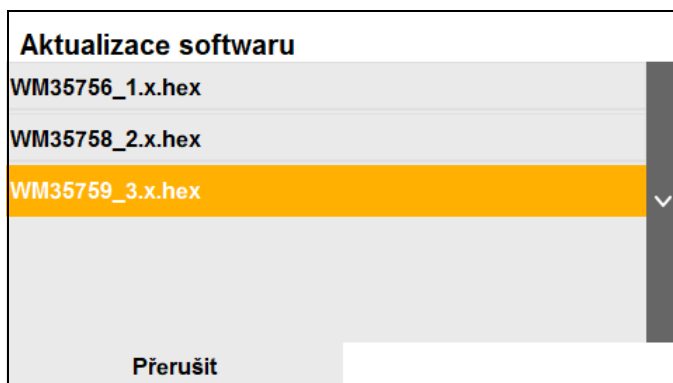 Aktualizace softwaru
WM35756_1.x.hex
WM35758_2.x.hex
WM35759_3.x.hex
Přerušit